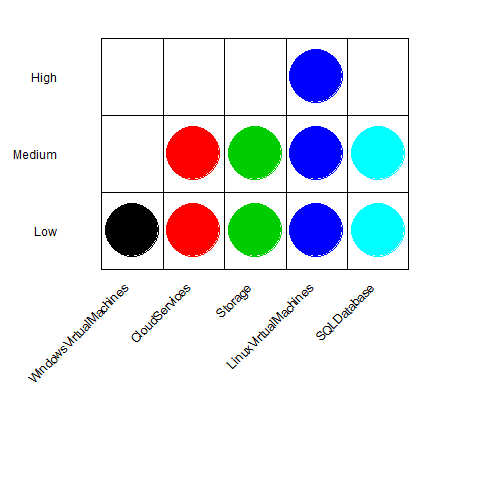 High
Medium
Low
WindowsVirtualMachines
CloudServices
Storage
LinuxVirtualMachines
SQLDatabase